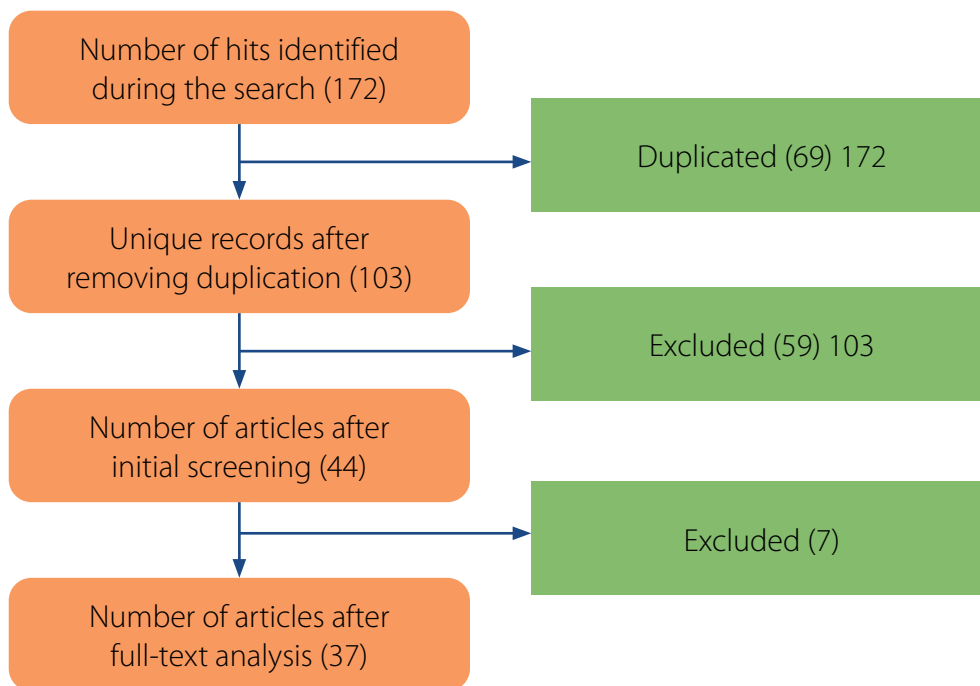 Number of hits identified
during the search (172)
Duplicated (69) 172
Unique records after
removing duplication (103)
Excluded (59) 103
Number of articles after
initial screening (44)
Excluded (7)
Number of articles after
full-text analysis (37)